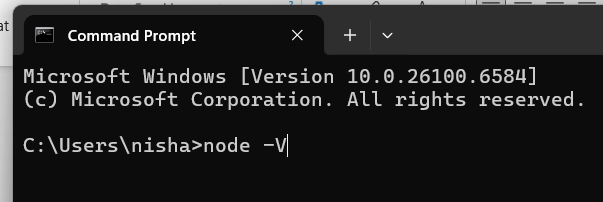 Command Prompt
Microsoft Windows [Version 10.0.26100.6584]
(c) Microsoft Corporation. All rights reserved.
C:\Users\nisha>node -V